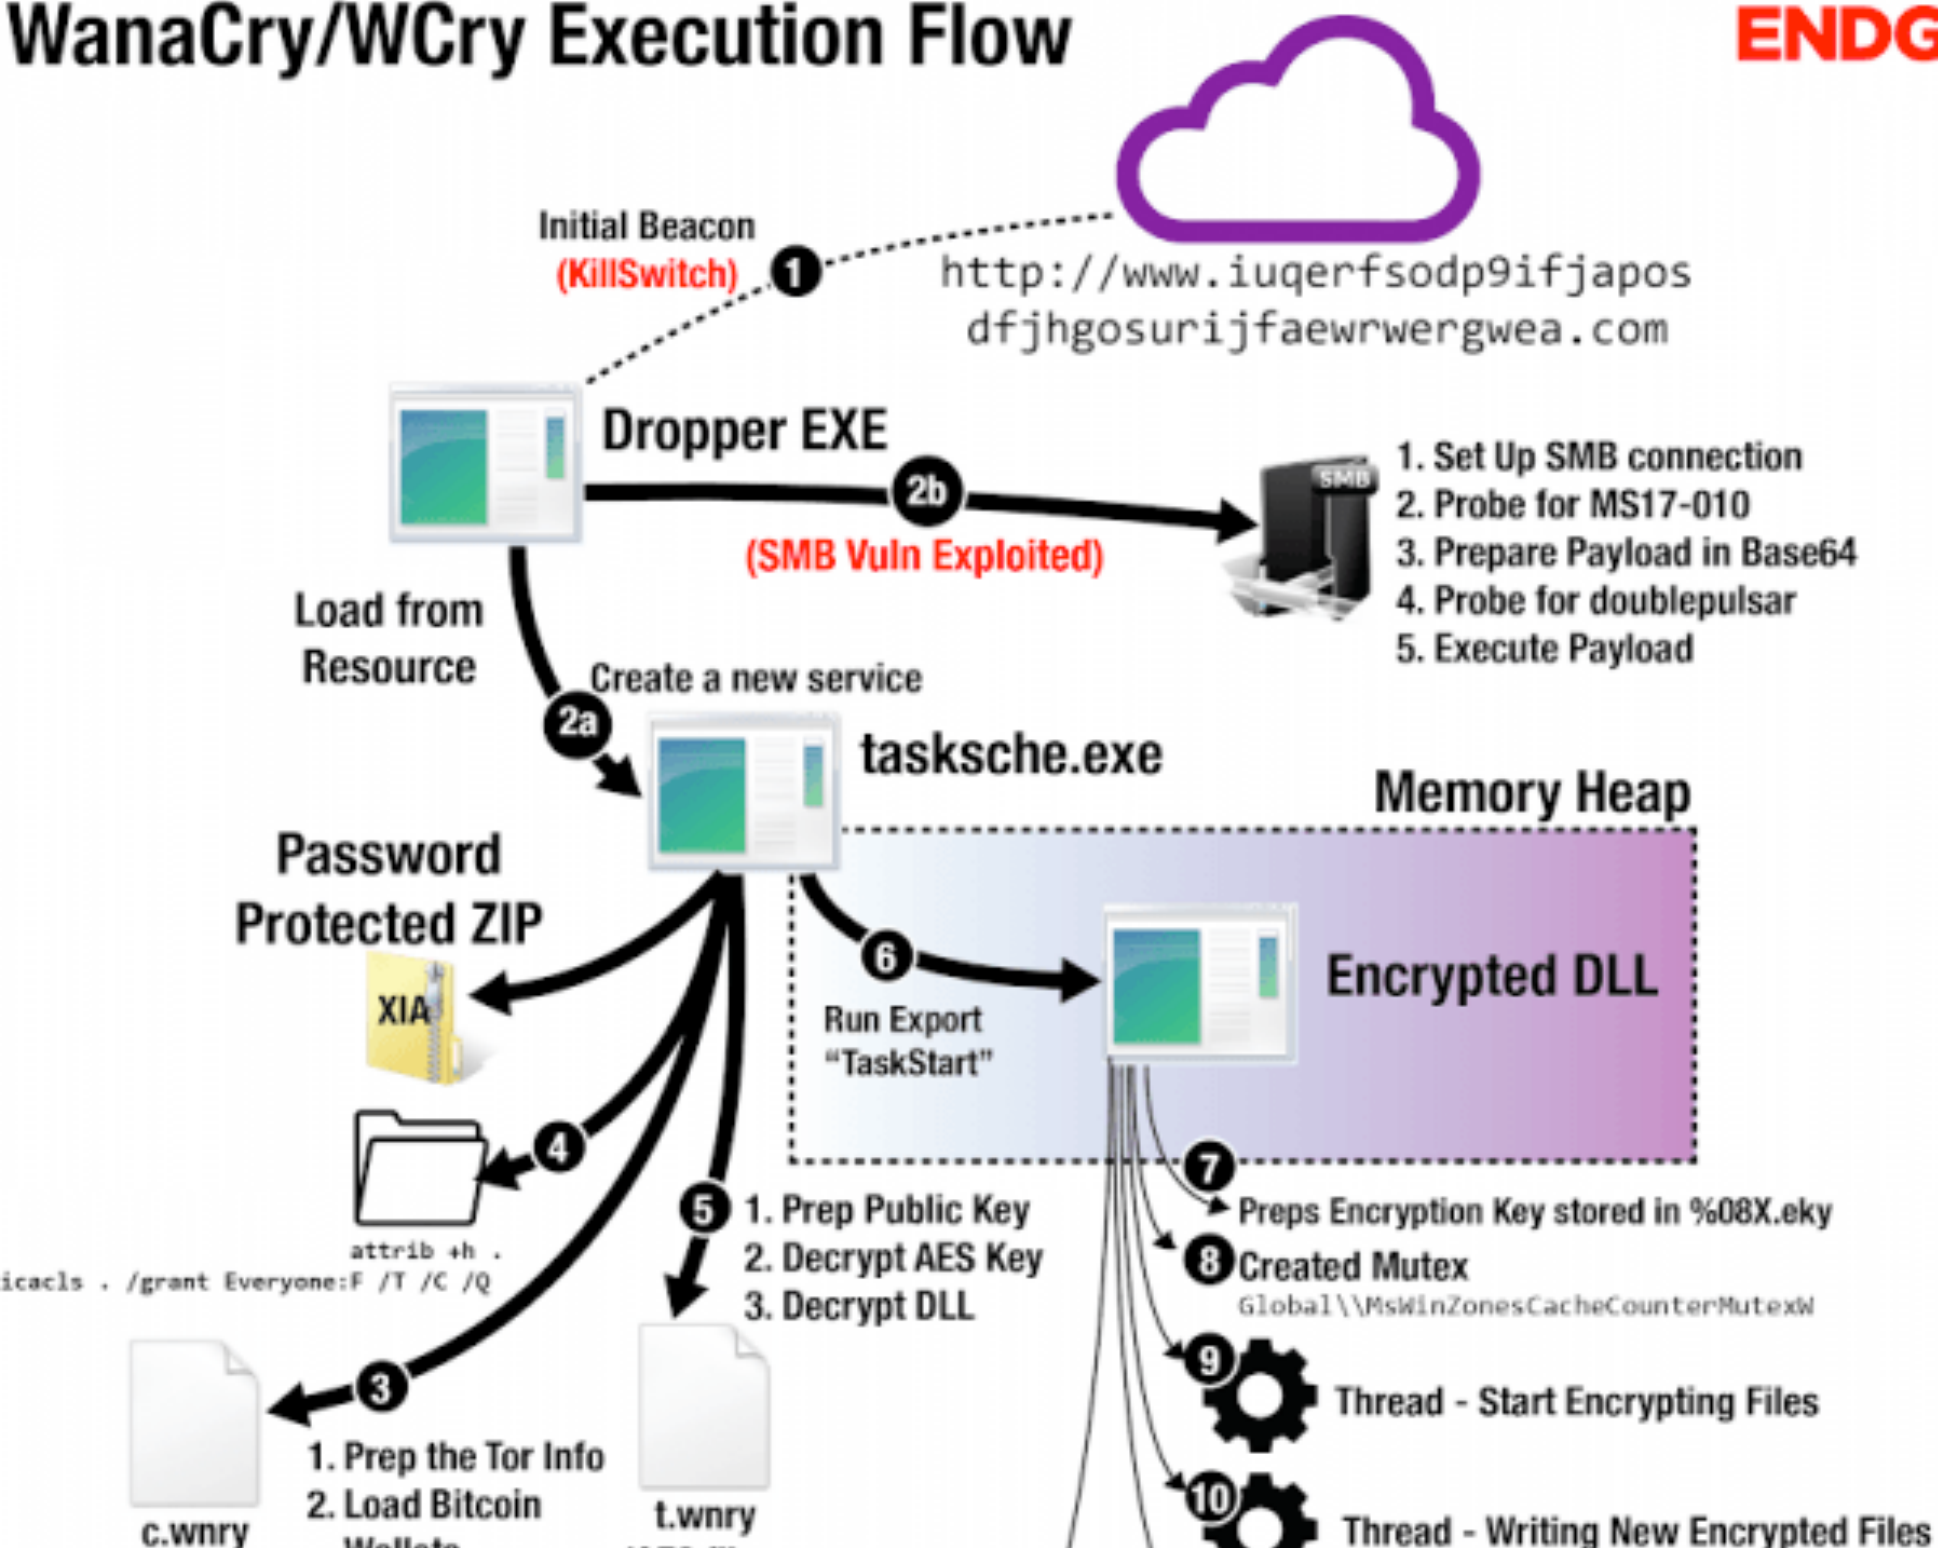 WanaCry/WCry Execution Flow
ENDG
Initial Beacon
(KillSwitch)
1
http://www.iuqerfsodp9ifjapos
dfjhgosurijfaewrwergwea.com
Dropper EXE
2b
(SMB Vuln Exploited)
SMB
1. Set Up SMB connection
2. Probe for MS17-010
3. Prepare Payload in Base64
4. Probe for doublepulsar
5. Execute Payload
Load from
Resource
2a
Create a new service
tasksche.exe
Memory Heap
Password
Protected ZIP
XIA
6
Run Export
“TaskStart”
Encrypted DLL
4
attrib +h .
icacls . /grant Everyone:F /T /C /Q
5
1. Prep Public Key
2. Decrypt AES Key
3. Decrypt DLL
7
Preps Encryption Key stored in %08X.eky
8
Created Mutex
Global\\MsWinZonesCacheCounterMutexW
9
Thread - Start Encrypting Files
3
1. Prep the Tor Info
2. Load Bitcoin
Wallets
c.wnry
t.wnry
10
Thread - Writing New Encrypted Files